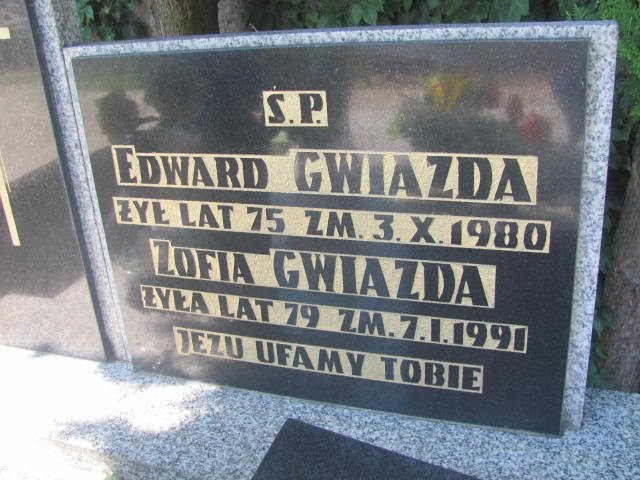 Ś.P.
EDWARD GWIAZDA
ŻYŁ LAT 75 ZM. 3.X.1980
ZOFIA GWIAZDA
ŻYŁA LAT 79 ZM. 7.I.1991
JEZU UFAMY TOBIE